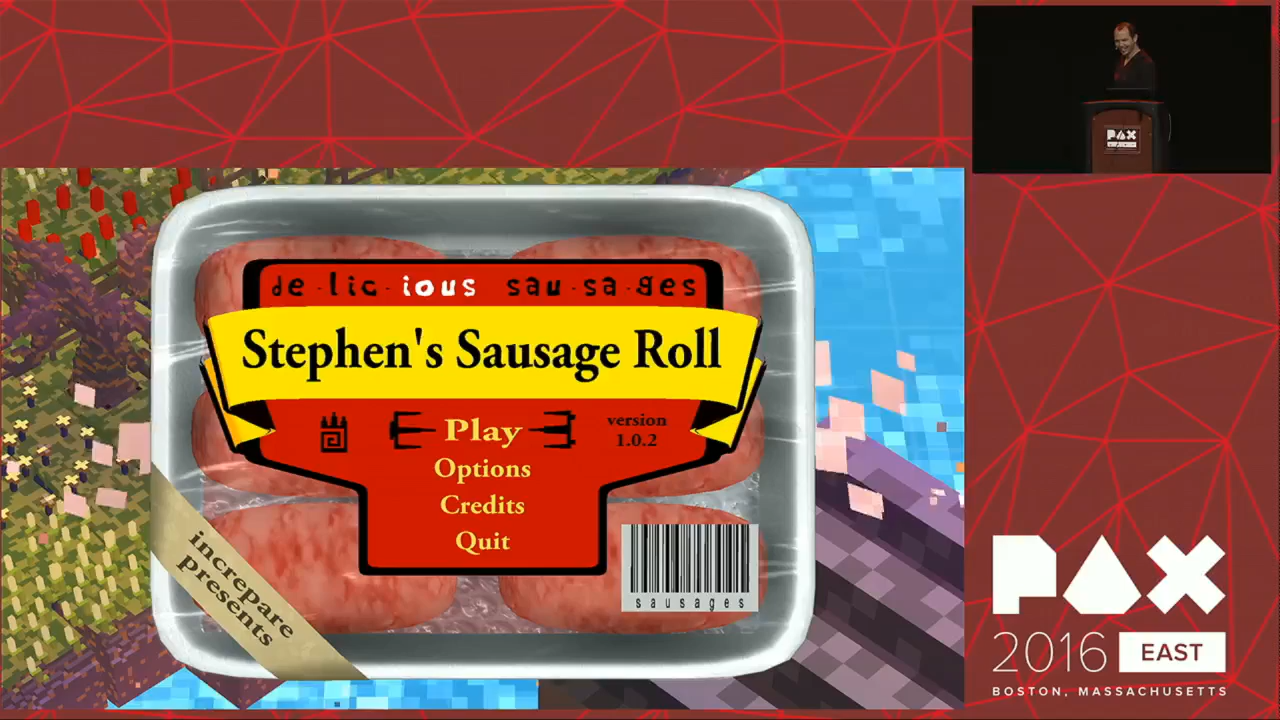 PAX
de·lic·ious sau·sa·ges
Stephen's Sausage Roll
Play
version
1.0.2
Options
Credits
Quit
increpare
presents
sausages
PAX
2016 EAST
BOSTON, MASSACHUSETTS